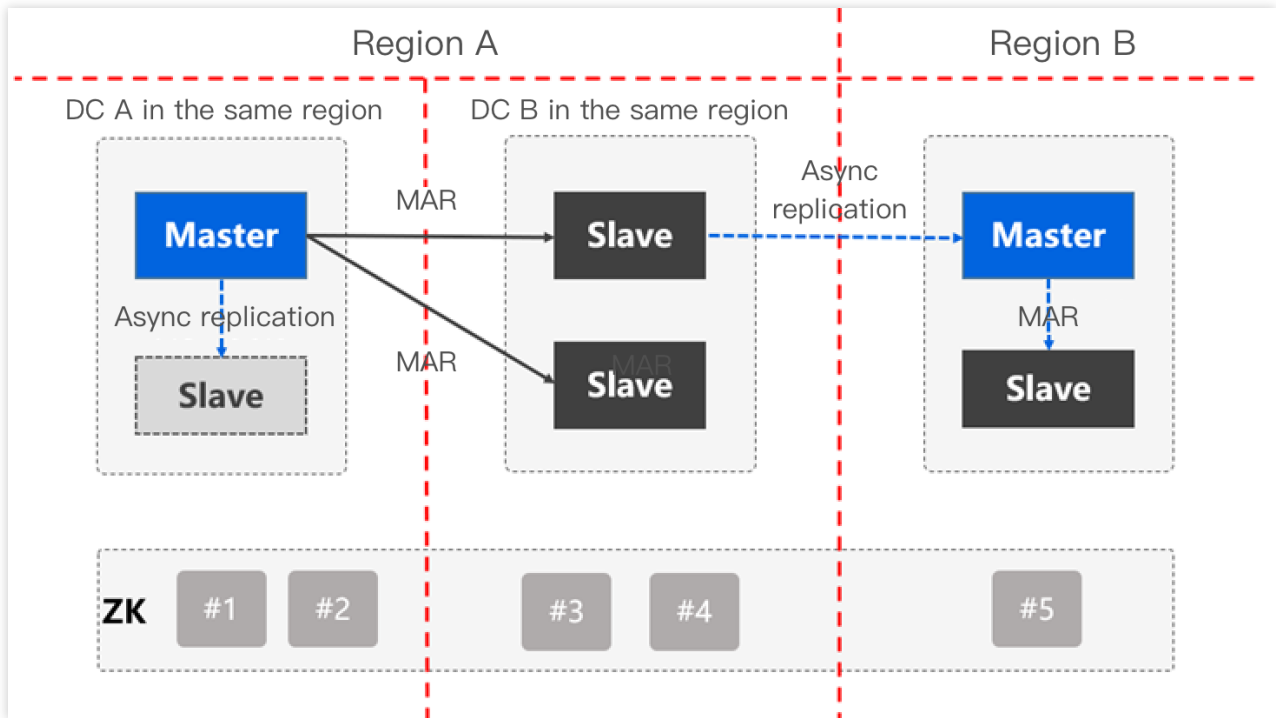 Region A
Region B
DC A in the same region
DC B in the same region
Async
replication
MAR
Master
Slave
Master
Async replication
MAR
MAR
MAR
Slave
Slave
Slave
ZK
#1
#2
#3
#4
#5